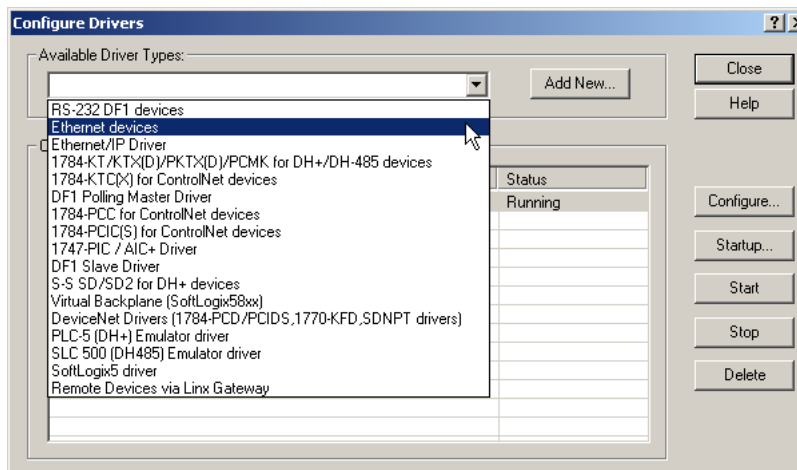 Configure Drivers
Available Driver Types:
Add New...
Close
Help
RS-232 DF1 devices
Ethernet devices
Ethernet/IP Driver
1784-KT/KTX(D)/PKTX(D)/PCMK for DH+/DH-485 devices
1784-KTC(X) for ControlNet devices
DF1 Polling Master Driver
1784-PCC for ControlNet devices
1784-PCIC(S) for ControlNet devices
1747-PIC / AIC+ Driver
DF1 Slave Driver
S-S SD/SD2 for DH+ devices
Virtual Backplane (SoftLogix58xx)
DeviceNet Drivers (1784-PCD/PCIDS,1770-KFD,SDNPT drivers)
PLC-5 (DH+) Emulator driver
SLC 500 (DH485) Emulator driver
SoftLogix5 driver
Remote Devices via Linx Gateway
Status
Running
Configure...
Startup...
Start
Stop
Delete